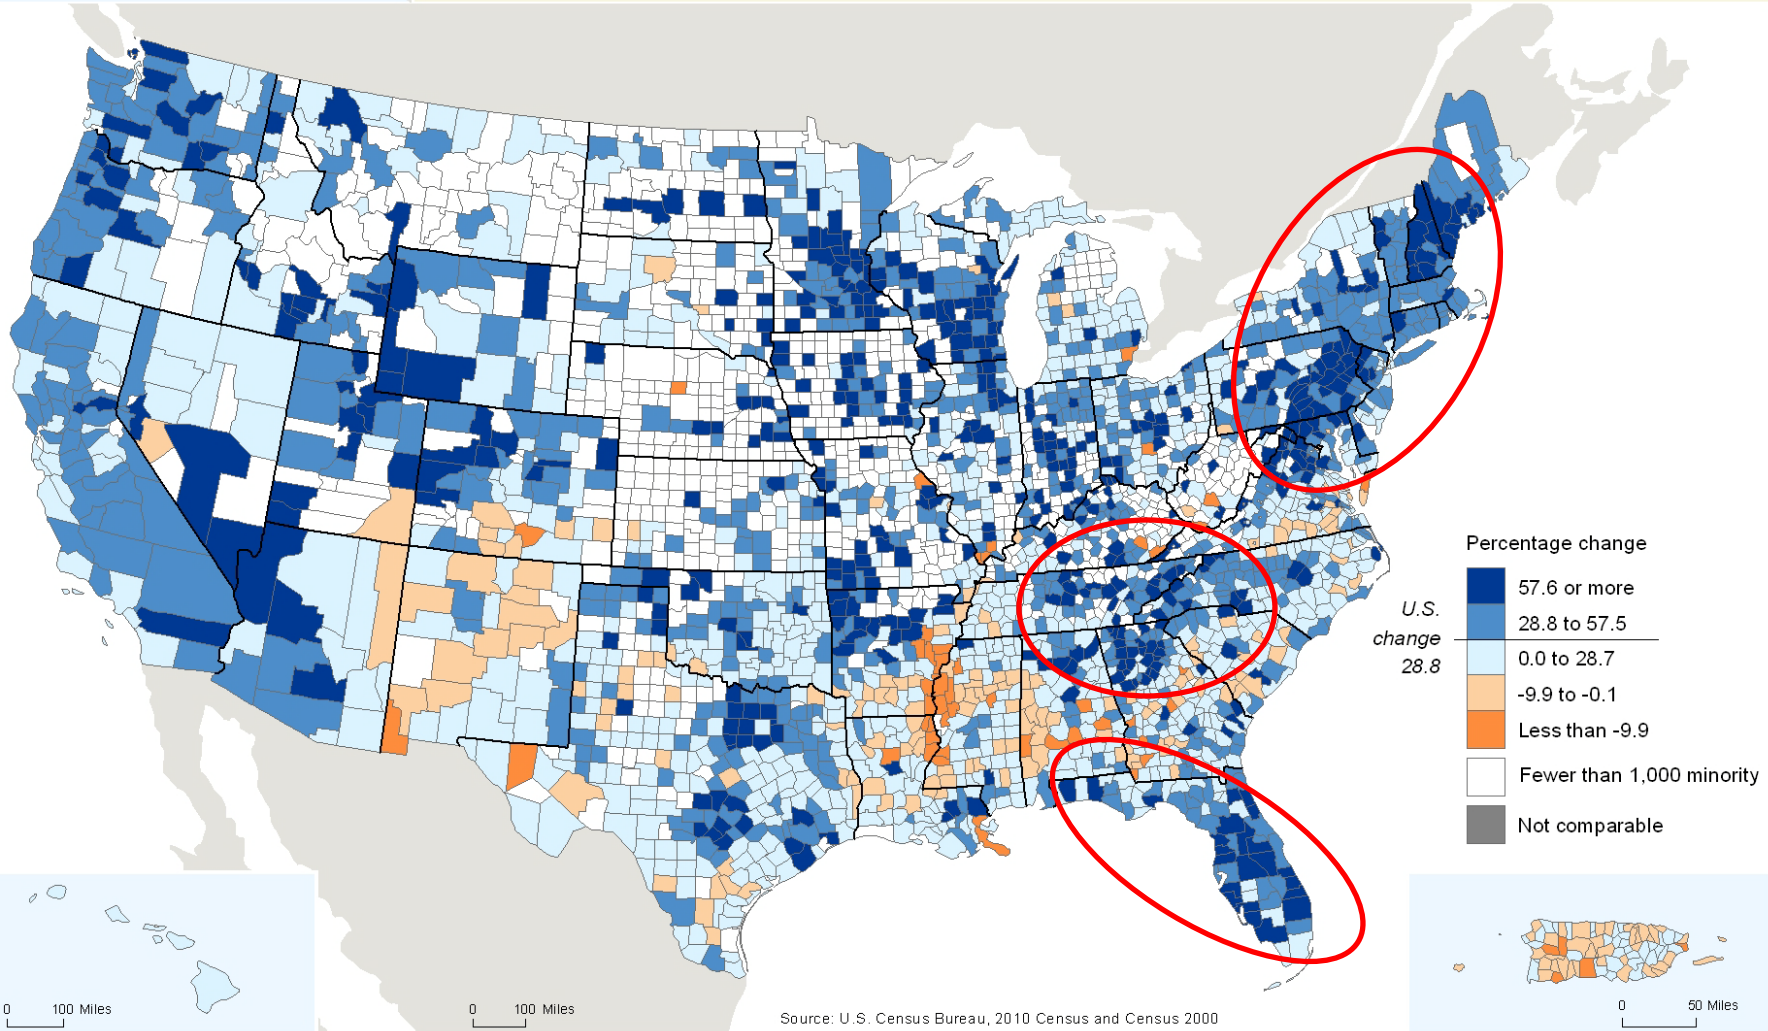 Percentage change
57.6 or more
28.8 to 57.5
U.S.
change
28.8
0.0 to 28.7
-9.9 to -0.1
Less than -9.9
Fewer than 1,000 minority
Not comparable
0 100 Miles
0 100 Miles
0 50 Miles
Source: U.S. Census Bureau, 2010 Census and Census 2000